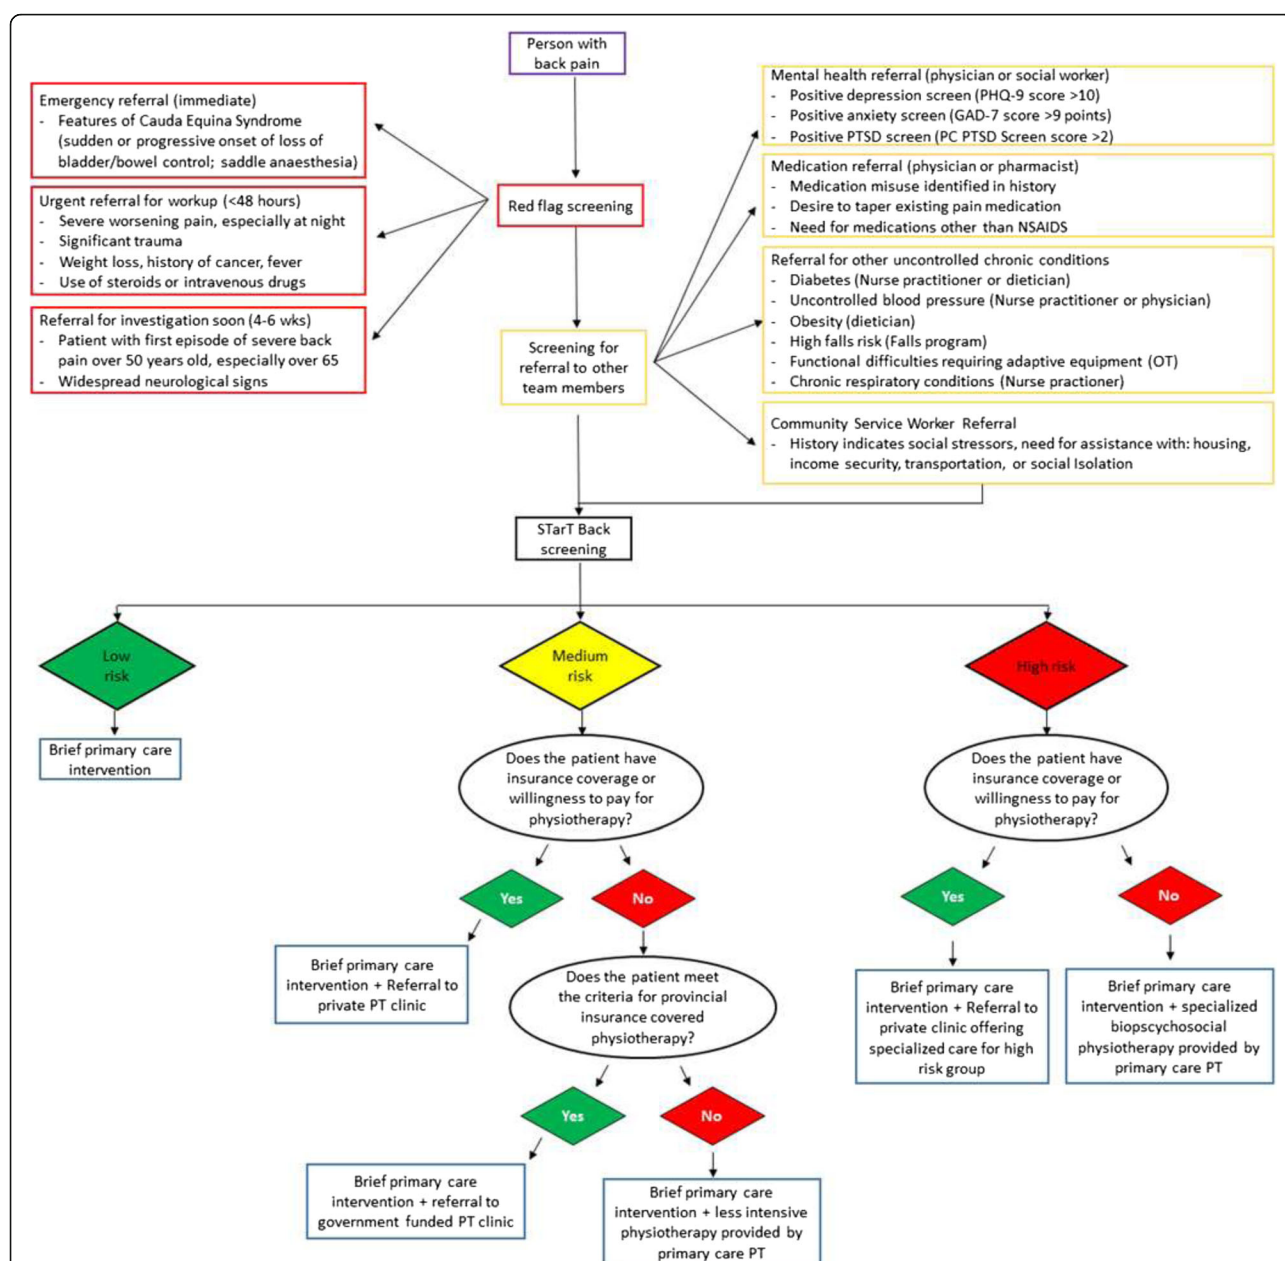 Person with
back pain
Emergency referral (immediate)
- Features of Cauda Equina Syndrome
(sudden or progressive onset of loss of
bladder/bowel control; saddle anaesthesia)
Urgent referral for workup (<48 hours)
- Severe worsening pain, especially at night
- Significant trauma
- Weight loss, history of cancer, fever
- Use of steroids or intravenous drugs
Referral for investigation soon (4-6 wks)
- Patient with first episode of severe back
pain over 50 years old, especially over 65
- Widespread neurological signs
Red flag screening
Screening for
referral to other
team members
Mental health referral (physician or social worker)
- Positive depression screen (PHQ-9 score >10)
- Positive anxiety screen (GAD-7 score >9 points)
- Positive PTSD screen (PC PTSD Screen score >2)
Medication referral (physician or pharmacist)
- Medication misuse identified in history
- Desire to taper existing pain medication
- Need for medications other than NSAIDS
Referral for other uncontrolled chronic conditions
- Diabetes (Nurse practitioner or dietician)
- Uncontrolled blood pressure (Nurse practitioner or physician)
- Obesity (dietician)
- High falls risk (Falls program)
- Functional difficulties requiring adaptive equipment (OT)
- Chronic respiratory conditions (Nurse practioner)
Community Service Worker Referral
- History indicates social stressors, need for assistance with: housing,
income security, transportation, or social Isolation
STarT Back
screening
Low
risk
Medium
risk
High risk
Brief primary care
intervention
Does the patient have
insurance coverage or
willingness to pay for
physiotherapy?
Does the patient have
insurance coverage or
willingness to pay for
physiotherapy?
Yes
No
Yes
No
Brief primary care
intervention + Referral to
private PT clinic
Does the patient meet
the criteria for provincial
insurance covered
physiotherapy?
Brief primary care
intervention + Referral to
private clinic offering
specialized care for high
risk group
Brief primary care
intervention + specialized
biopscychosocial
physiotherapy provided by
primary care PT
Yes
No
Brief primary care
intervention + referral to
government funded PT clinic
Brief primary care
intervention + less intensive
physiotherapy provided by
primary care PT